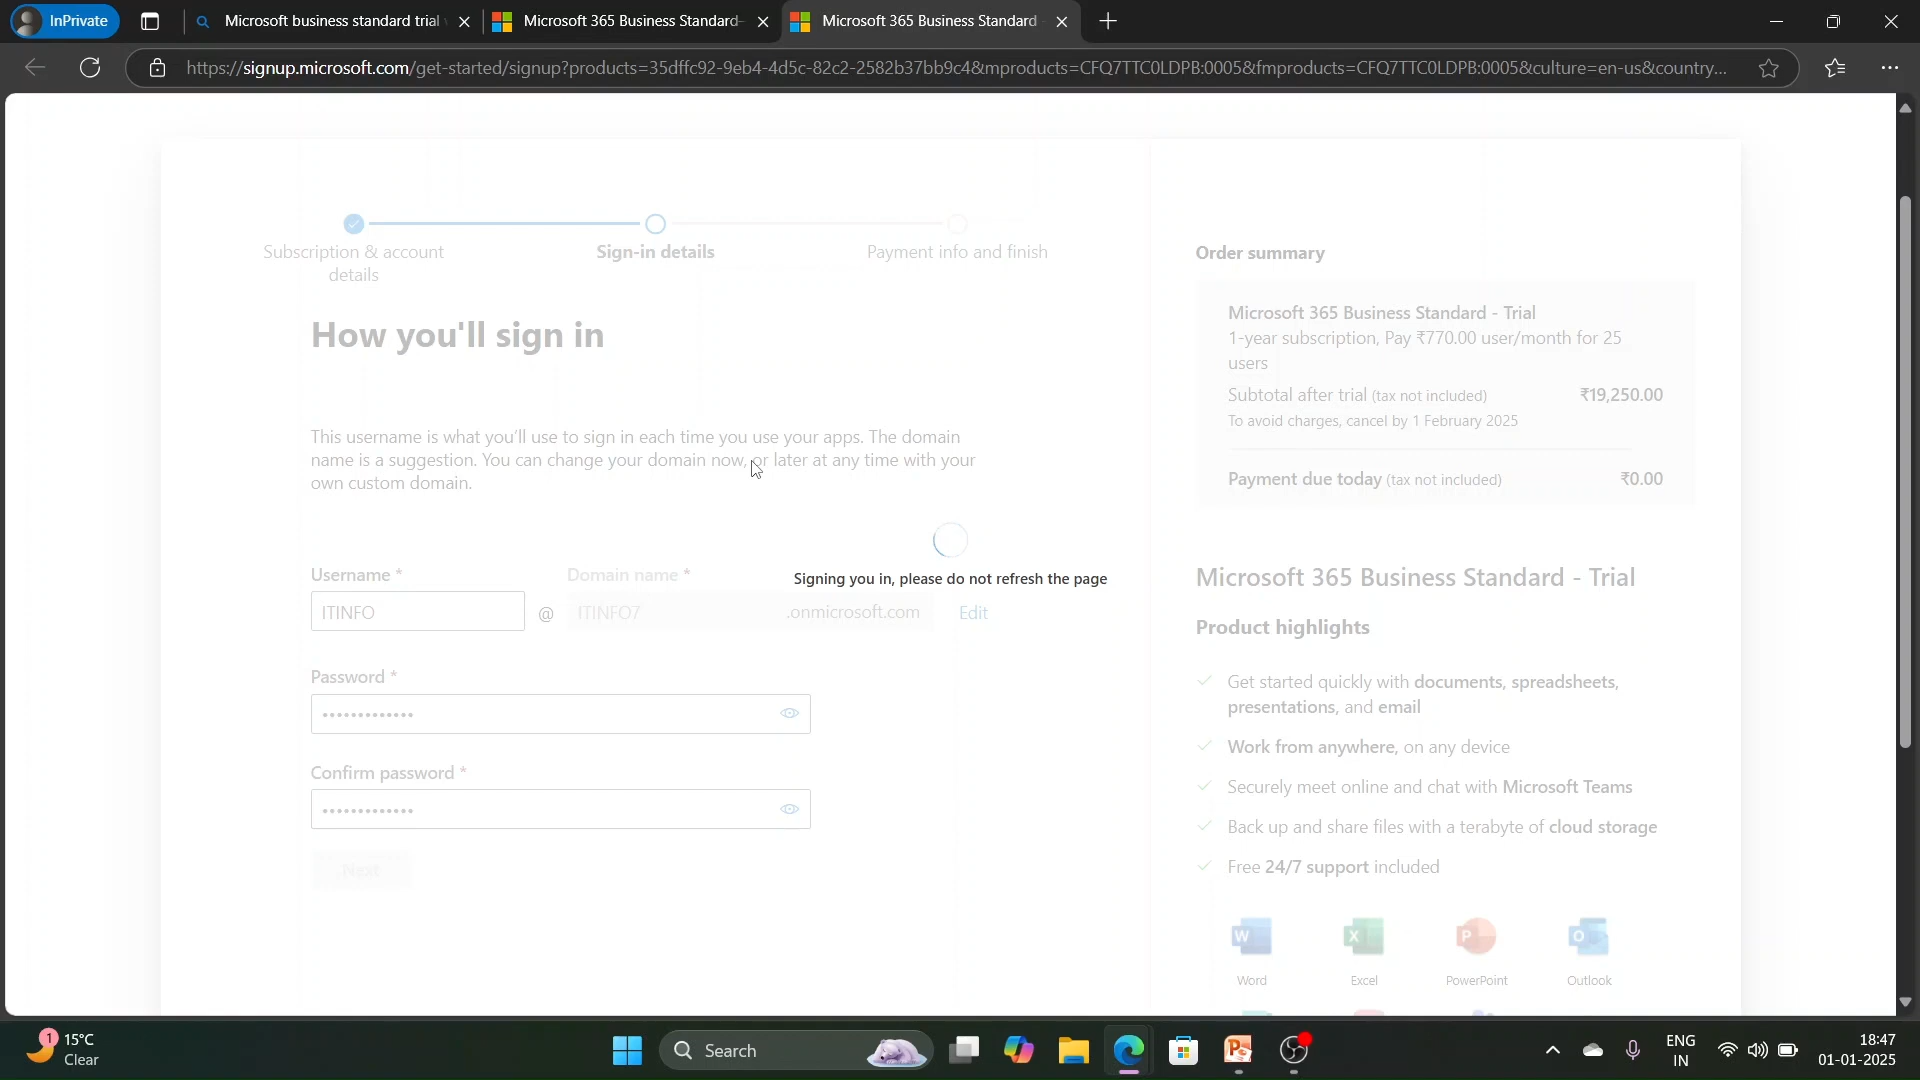 InPrivate
Microsoft business standard trial
Microsoft 365 Business Standard-
Microsoft 365 Business Standard -
https://signup.microsoft.com/get-started/signup?products=35dffc92-9eb4-4d5c-82c2-2582b37bb9c4&mproducts=CFQ7TTC0LDPB:0005&fmproducts=CFQ7TTC0LDPB:0005&culture=en-us&country...
Subscription & account
details
Sign-in details
Payment info and finish
How you'll sign in
This username is what you'll use to sign in each time you use your apps. The domain
name is a suggestion. You can change your domain now, or later at any time with your
own custom domain.
Signing you in, please do not refresh the page
Username *
Domain name *
ITINFO
@
ITINFO7
.onmicrosoft.com
Edit
Password *
•••••••••••••
Confirm password *
•••••••••••••
Next
Order summary
Microsoft 365 Business Standard - Trial
1-year subscription, Pay ₹770.00 user/month for 25
users
Subtotal after trial (tax not included) ₹19,250.00
To avoid charges, cancel by 1 February 2025
Payment due today (tax not included) ₹0.00
Microsoft 365 Business Standard - Trial
Product highlights
Get started quickly with documents, spreadsheets,
presentations, and email
Work from anywhere, on any device
Securely meet online and chat with Microsoft Teams
Back up and share files with a terabyte of cloud storage
Free 24/7 support included
Word
Excel
PowerPoint
Outlook
1
15°C
Clear
Search
ENG
IN
18:47
01-01-2025